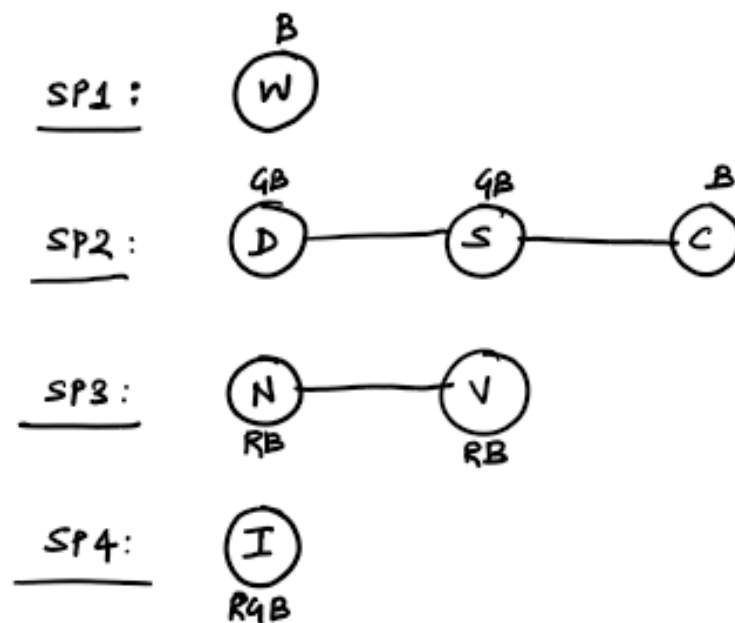 B
SP1: W
GB GB B
SP2: D S C
SP3: N V
RB RB
SP4: I
RGB